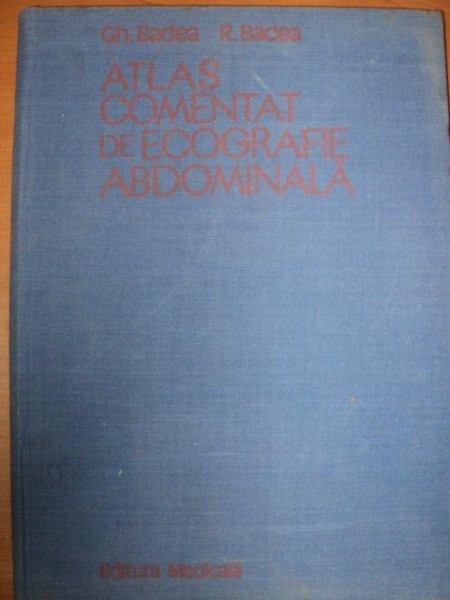 Gh. Badea R. Badea
ATLAS
COMENTAT
DE ECOGRAFIE
ABDOMINALĂ
Editura Medicală